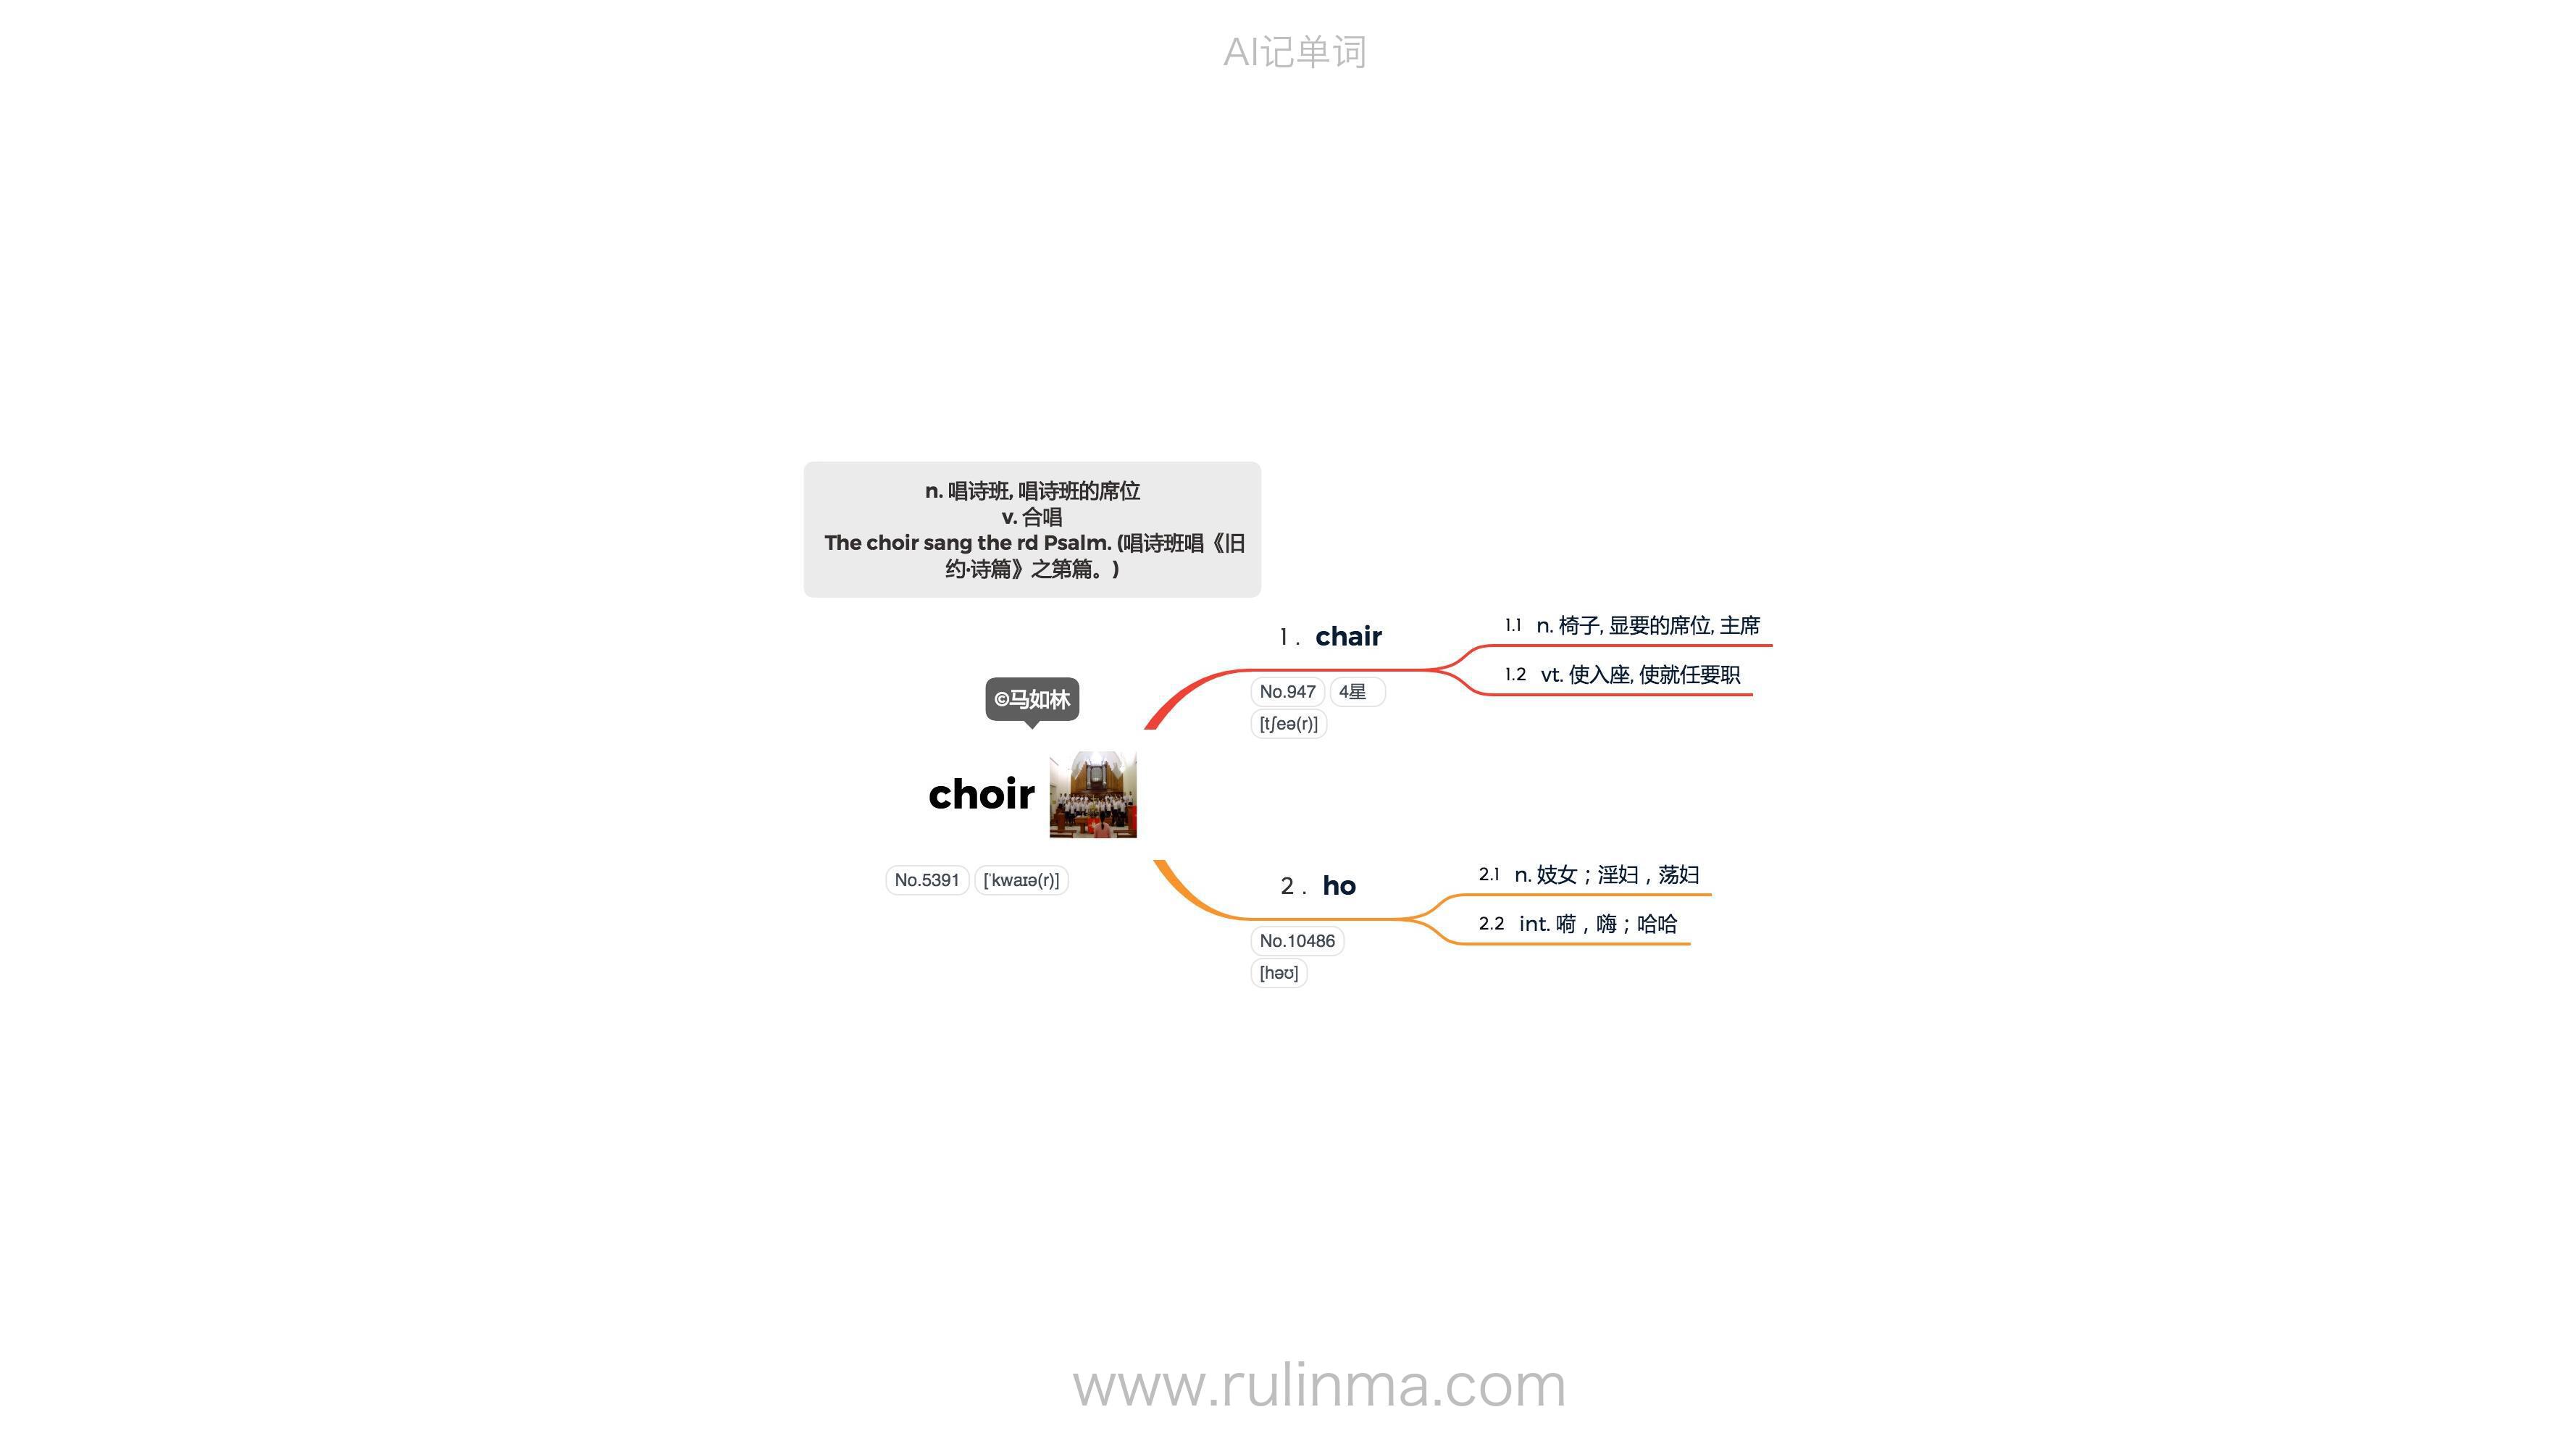 AI记单词
n. 唱诗班, 唱诗班的席位
v. 合唱
The choir sang the rd Psalm. (唱诗班唱《旧
约·诗篇》之第篇。)
1. chair
No.947 4星
[tʃeə(r)]
1.1 n. 椅子, 显要的席位, 主席
1.2 vt. 使入座, 使就任要职
©马如林
choir
No.5391 [ˈkwaɪə(r)]
2. ho
No.10486
[həʊ]
2.1 n. 妓女；淫妇，荡妇
2.2 int. 嗬，嗨；哈哈
www.rulinma.com